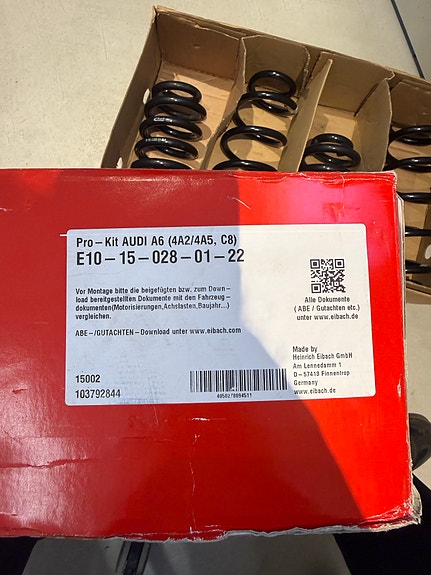 Pro-Kit AUDI A6 (4A2/4A5, C8)
E10-15-028-01-22
Vor Montage bitte die beigefügten bzw. zum Down-
load bereitgestellten Dokumente mit den Fahrzeug-
dokumenten(Motorisierungen,Achslasten,Baujahr...)
vergleichen.
ABE-/GUTACHTEN-Download unter www.eibach.com
Alle Dokumente
( ABE / Gutachten etc.)
unter www.eibach.de
15002
103792844
Made by
Heinrich Eibach GmbH
Am Lennedamm 1
D-57413 Finnentrop
Germany
www.eibach.de